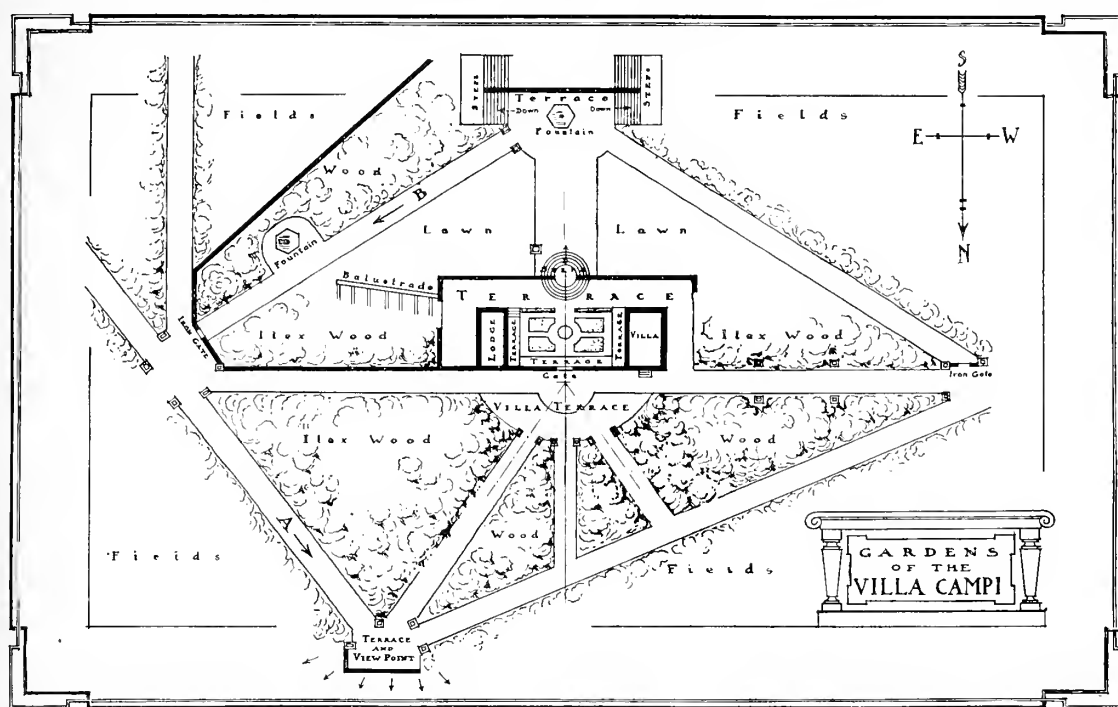 S
E W
N
Steps
Terrace
Steps
Down
Down
Fountain
Fields
Fields
Wood
B
Fountain
Lawn
Lawn
Balustrade
TERRACE
Iron Gate
Ilex Wood
LODGE
TERRACE
TERRACE
VILLA
Ilex Wood
TERRACE
Gate
Iron Gate
VILLA TERRACE
Ilex Wood
Wood
A
Wood
Fields
Fields
TERRACE
AND
VIEW POINT
GARDENS
OF THE
VILLA CAMPI